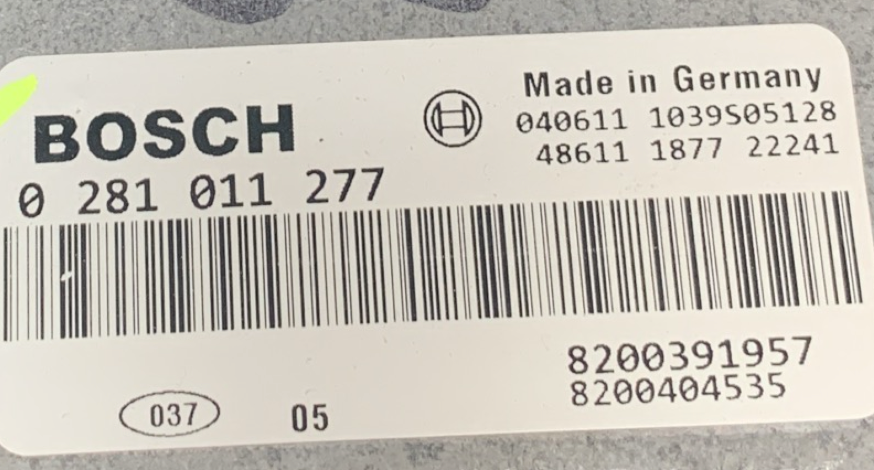 Made in Germany
BOSCH
040611 1039S05128
48611 1877 22241
0 281 011 277
8200391957
8200404535
037 05